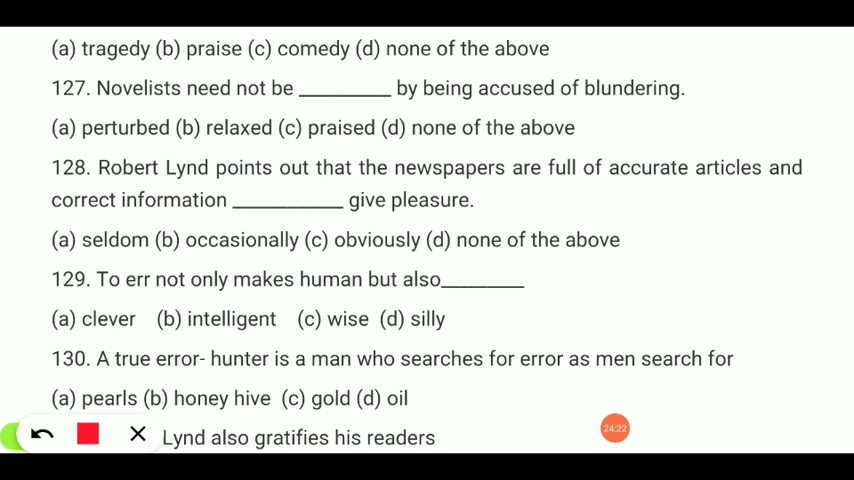 (a) tragedy (b) praise (c) comedy (d) none of the above
127. Novelists need not be _________ by being accused of blundering.
(a) perturbed (b) relaxed (c) praised (d) none of the above
128. Robert Lynd points out that the newspapers are full of accurate articles and
correct information ___________ give pleasure.
(a) seldom (b) occasionally (c) obviously (d) none of the above
129. To err not only makes human but also_________
(a) clever (b) intelligent (c) wise (d) silly
130. A true error- hunter is a man who searches for error as men search for
(a) pearls (b) honey hive (c) gold (d) oil
Lynd also gratifies his readers
24:22